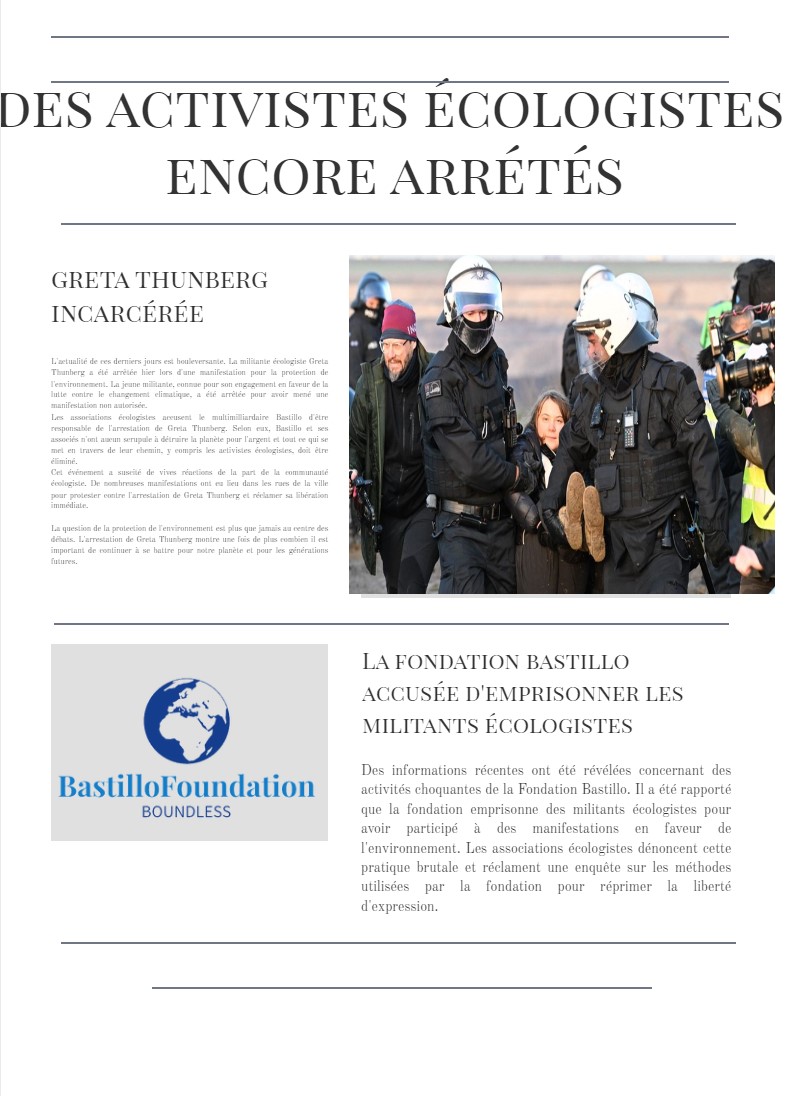 DES ACTIVISTES ÉCOLOGISTES
ENCORE ARRÉTÉS
GRETA THUNBERG
INCARCÉRÉE
L'actualité de ces derniers jours est bouleversante. La militante écologiste Greta
Thunberg a été arrêtée hier lors d'une manifestation pour la protection de
l'environnement. La jeune militante, connue pour son engagement en faveur de la
lutte contre le changement climatique, a été arrêtée pour avoir mené une
manifestation non autorisée.
Les associations écologistes accusent le multimilliardaire Bastillo d'être
responsable de l'arrestation de Greta Thunberg. Selon eux, Bastillo et ses
associés n'ont aucun scrupule à détruire la planète pour l'argent et tout ce qui se
met en travers de leur chemin, y compris les activistes écologistes, doit être
éliminé.
Cet événement a suscité de vives réactions de la part de la communauté
écologiste. De nombreuses manifestations ont eu lieu dans les rues de la ville
pour protester contre l'arrestation de Greta Thunberg et réclamer sa libération
immédiate.
La question de la protection de l'environnement est plus que jamais au centre des
débats. L'arrestation de Greta Thunberg montre une fois de plus combien il est
important de continuer à se battre pour notre planète et pour les générations
futures.
BastilloFoundation
BOUNDLESS
LA FONDATION BASTILLO
ACCUSÉE D'EMPRISONNER LES
MILITANTS ÉCOLOGISTES
Des informations récentes ont été révélées concernant des
activités choquantes de la Fondation Bastillo. Il a été rapporté
que la fondation emprisonne des militants écologistes pour
avoir participé à des manifestations en faveur de
l'environnement. Les associations écologistes dénoncent cette
pratique brutale et réclament une enquête sur les méthodes
utilisées par la fondation pour réprimer la liberté
d'expression.